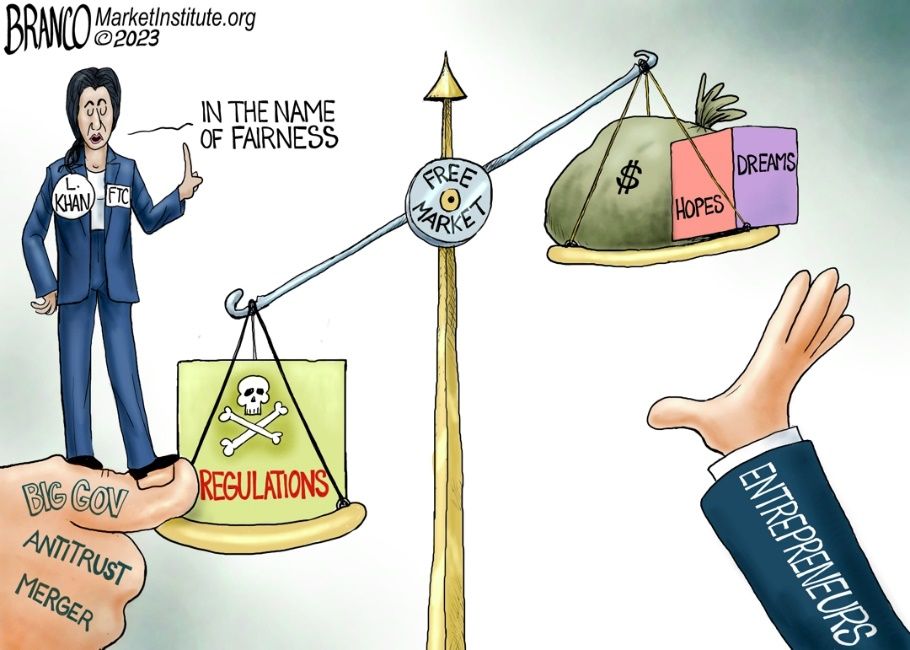 BRANCO
MarketInstitute.org
©2023
IN THE NAME
OF FAIRNESS
L.
KHAN
FTC
FREE
MARKET
$
HOPES
DREAMS
REGULATIONS
BIG GOV
ANTITRUST
MERGER
ENTREPRENEURS